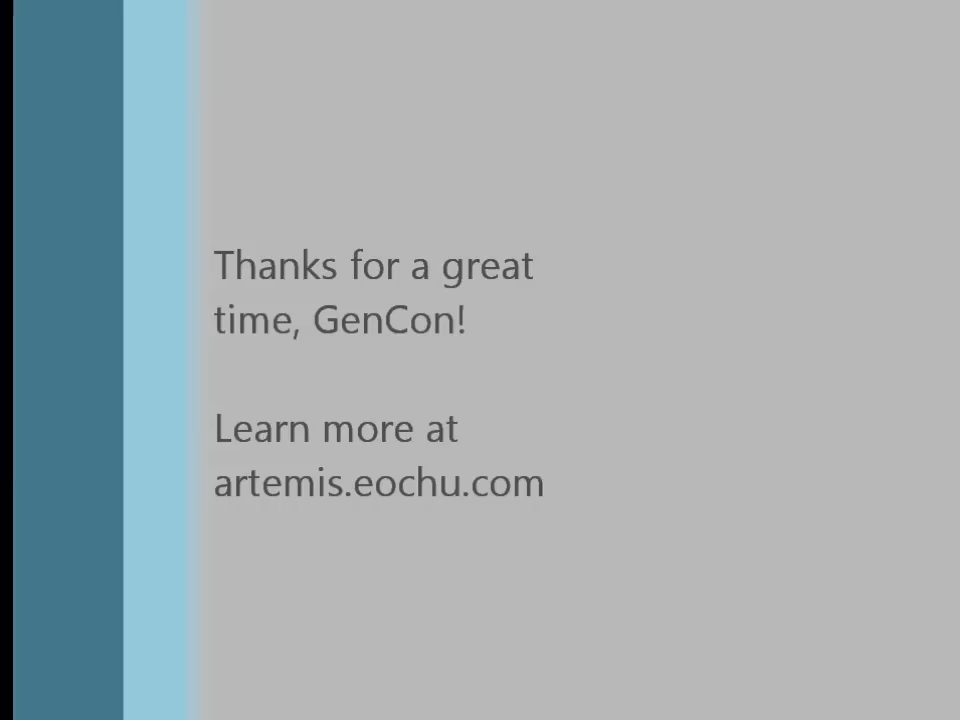 Thanks for a great
time, GenCon!
Learn more at
artemis.eochu.com